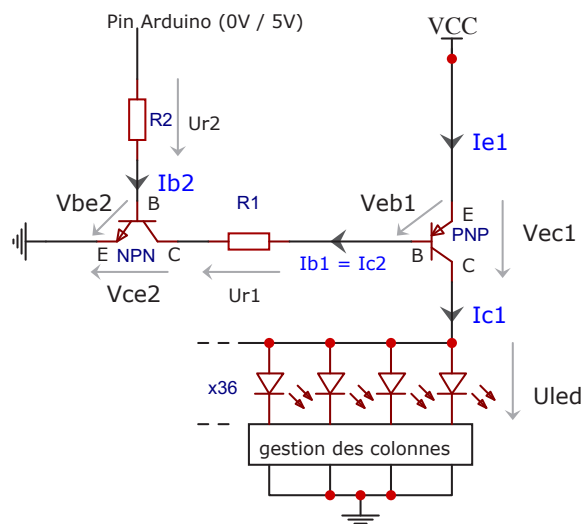 Pin Arduino (0V / 5V)
VCC
R2
Ur2
Ie1
Ib2
Vbe2
B
R1
Veb1
E
PNP
Vec1
E
NPN
C
Ib1 = Ic2
B
C
Vce2
Ur1
Ic1
x36
Uled
gestion des colonnes